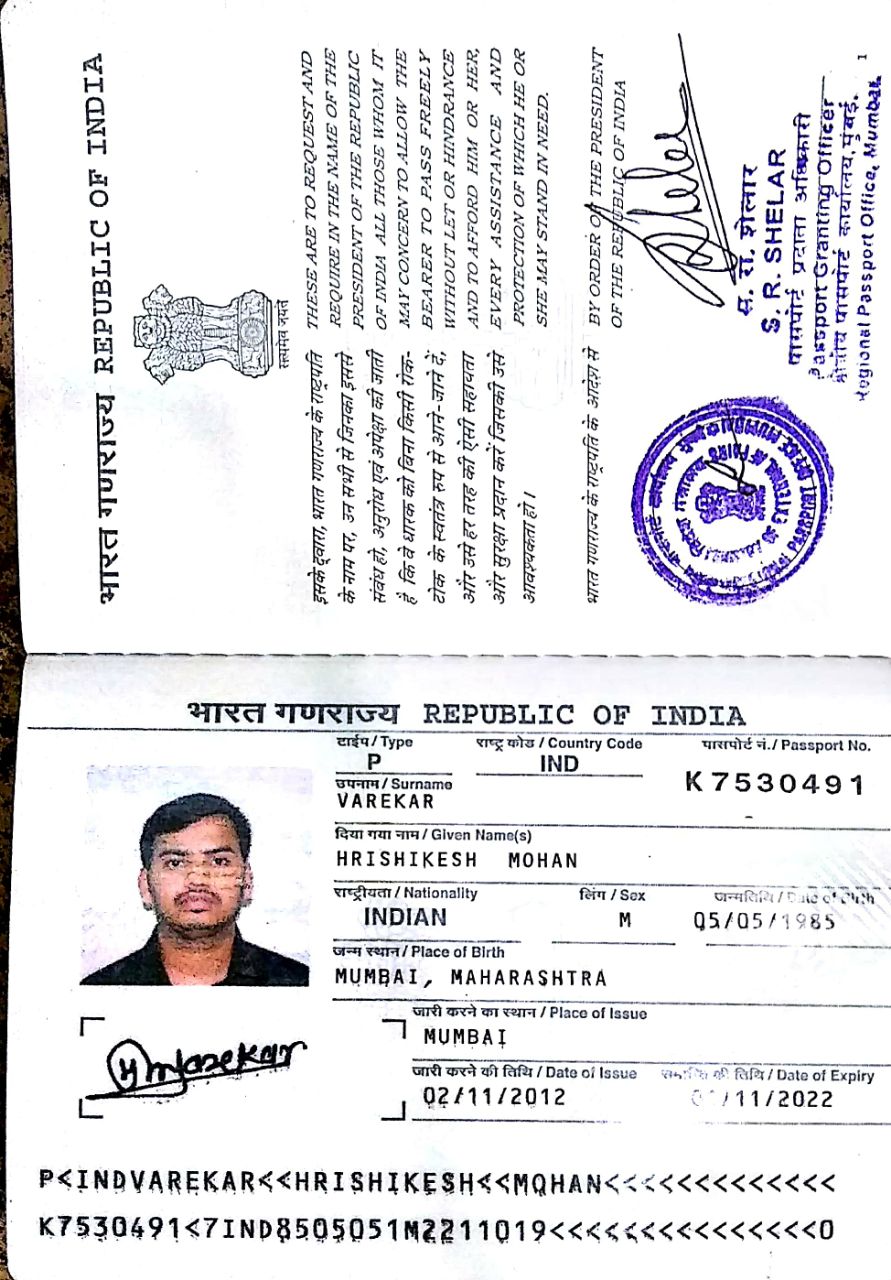 भारत गणराज्य REPUBLIC OF INDIA
सत्यमेव जयते
इसके द्वारा, भारत गणराज्य के राष्ट्रपति
के नाम पर, उन सभी से जिनका इससे
संबंध हो, अनुरोध एवं अपेक्षा की जाती
है कि वे धारक को बिना किसी रोक-
टोक के स्वतंत्र रुप से आने-जाने दें,
और उसे हर तरह की ऐसी सहायता
और सुरक्षा प्रदान करें जिसकी उसे
आवश्यकता हो।
THESE ARE TO REQUEST AND
REQUIRE IN THE NAME OF THE
PRESIDENT OF THE REPUBLIC
OF INDIA ALL THOSE WHOM IT
MAY CONCERN TO ALLOW THE
BEARER TO PASS FREELY
WITHOUT LET OR HINDRANCE
AND TO AFFORD HIM OR HER,
EVERY ASSISTANCE AND
PROTECTION OF WHICH HE OR
SHE MAY STAND IN NEED.
भारत गणराज्य के राष्ट्रपति के आदेश से
BY ORDER OF THE PRESIDENT
OF THE REPUBLIC OF INDIA
स. रा. शेलार
S. R. SHELAR
पासपोर्ट प्रदाता अधिकारी
Passport Granting Officer
क्षेत्रीय पासपोर्ट कार्यालय, मुंबई.
Regional Passport Office, Mumbai.
1
भारत गणराज्य REPUBLIC OF INDIA
टाईप / Type राष्ट्र कोड / Country Code पासपोर्ट नं. / Passport No.
P IND K7530491
उपनाम / Surname
VAREKAR
दिया गया नाम / Given Name(s)
HRISHIKESH MOHAN
राष्ट्रीयता / Nationality लिंग / Sex जन्मतिथि / Date of Birth
INDIAN M 05/05/1985
जन्म स्थान / Place of Birth
MUMBAI, MAHARASHTRA
जारी करने का स्थान / Place of Issue
MUMBAI
जारी करने की तिथि / Date of Issue समाप्ति की तिथि / Date of Expiry
02/11/2012 /11/2022
P<INDVAREKAR<<HRISHIKESH<<MOHAN<<<<<<<<<<<<<
K7530491<7IND8505051M2211019<<<<<<<<<<<<<<<0